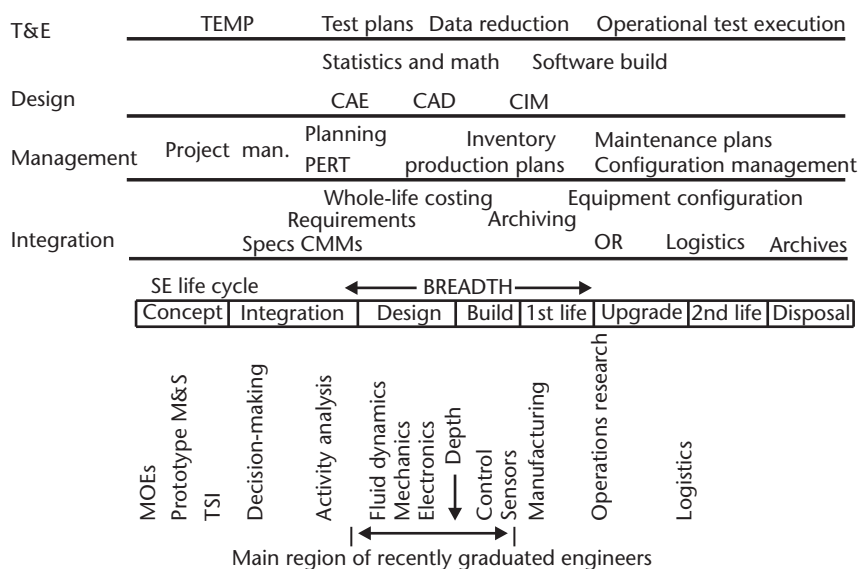 T&E TEMP Test plans Data reduction Operational test execution
Statistics and math Software build
Design CAE CAD CIM
Planning Inventory Maintenance plans
Management Project man. PERT production plans Configuration management
Whole-life costing Equipment configuration
Requirements Archiving
Integration Specs CMMs OR Logistics Archives
SE life cycle BREADTH
Concept Integration Design Build 1st life Upgrade 2nd life Disposal
MOEs
Prototype M&S
TSI
Decision-making
Activity analysis
Fluid dynamics
Mechanics
Electronics
Depth
Control
Sensors
Manufacturing
Operations research
Logistics
Main region of recently graduated engineers